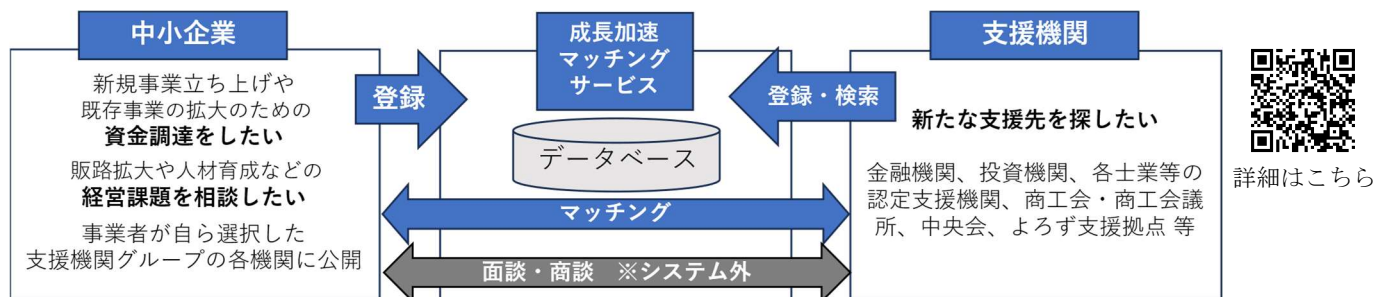 中小企業
新規事業立ち上げや
既存事業の拡大のための
資金調達をしたい
販路拡大や人材育成などの
経営課題を相談したい
事業者が自ら選択した
支援機関グループの各機関に公開
登録
成長加速
マッチング
サービス
データベース
マッチング
面談・商談　※システム外
登録・検索
支援機関
新たな支援先を探したい
金融機関、投資機関、各士業等の
認定支援機関、商工会・商工会議
所、中央会、よろず支援拠点 等
詳細はこちら